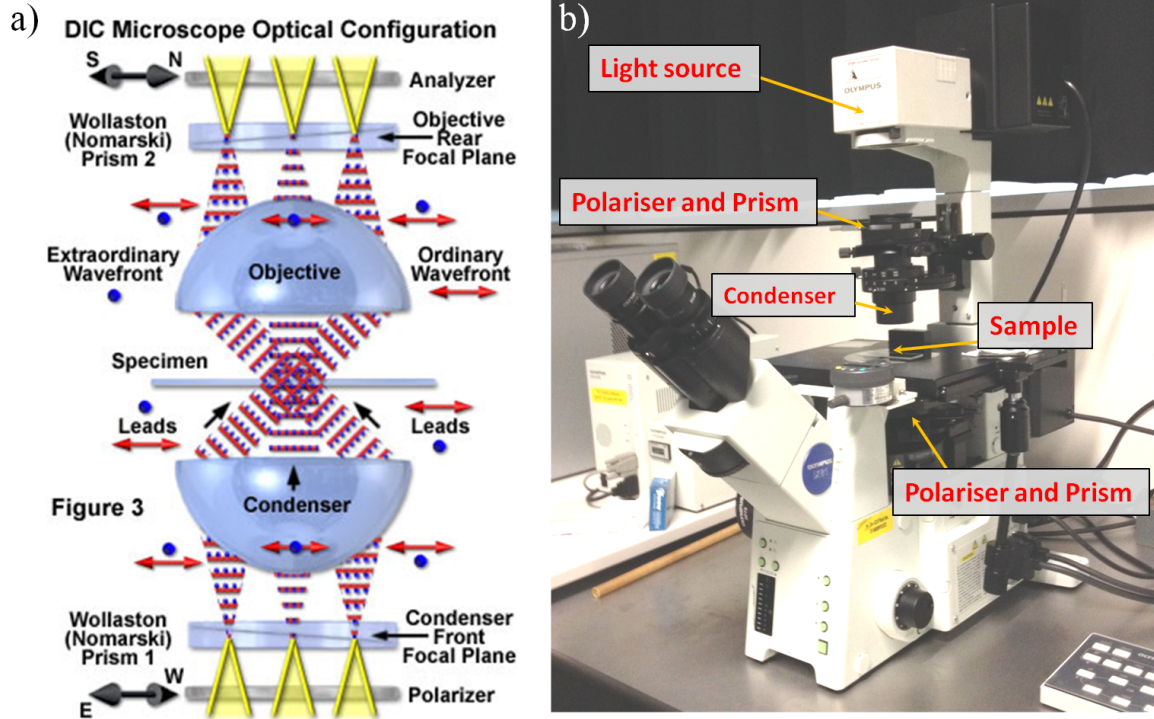 a)
DIC Microscope Optical Configuration
S
N
Analyzer
Wollaston
(Nomarski)
Prism 2
Objective
Rear
Focal Plane
Extraordinary
Wavefront
Objective
Ordinary
Wavefront
Specimen
Leads
Leads
Figure 3
Condenser
Wollaston
(Nomarski)
Prism 1
Condenser
Front
Focal Plane
W
E
Polarizer
b)
Light source
OLYMPUS
Polariser and Prism
Condenser
Sample
OLYMPUS
Polariser and Prism